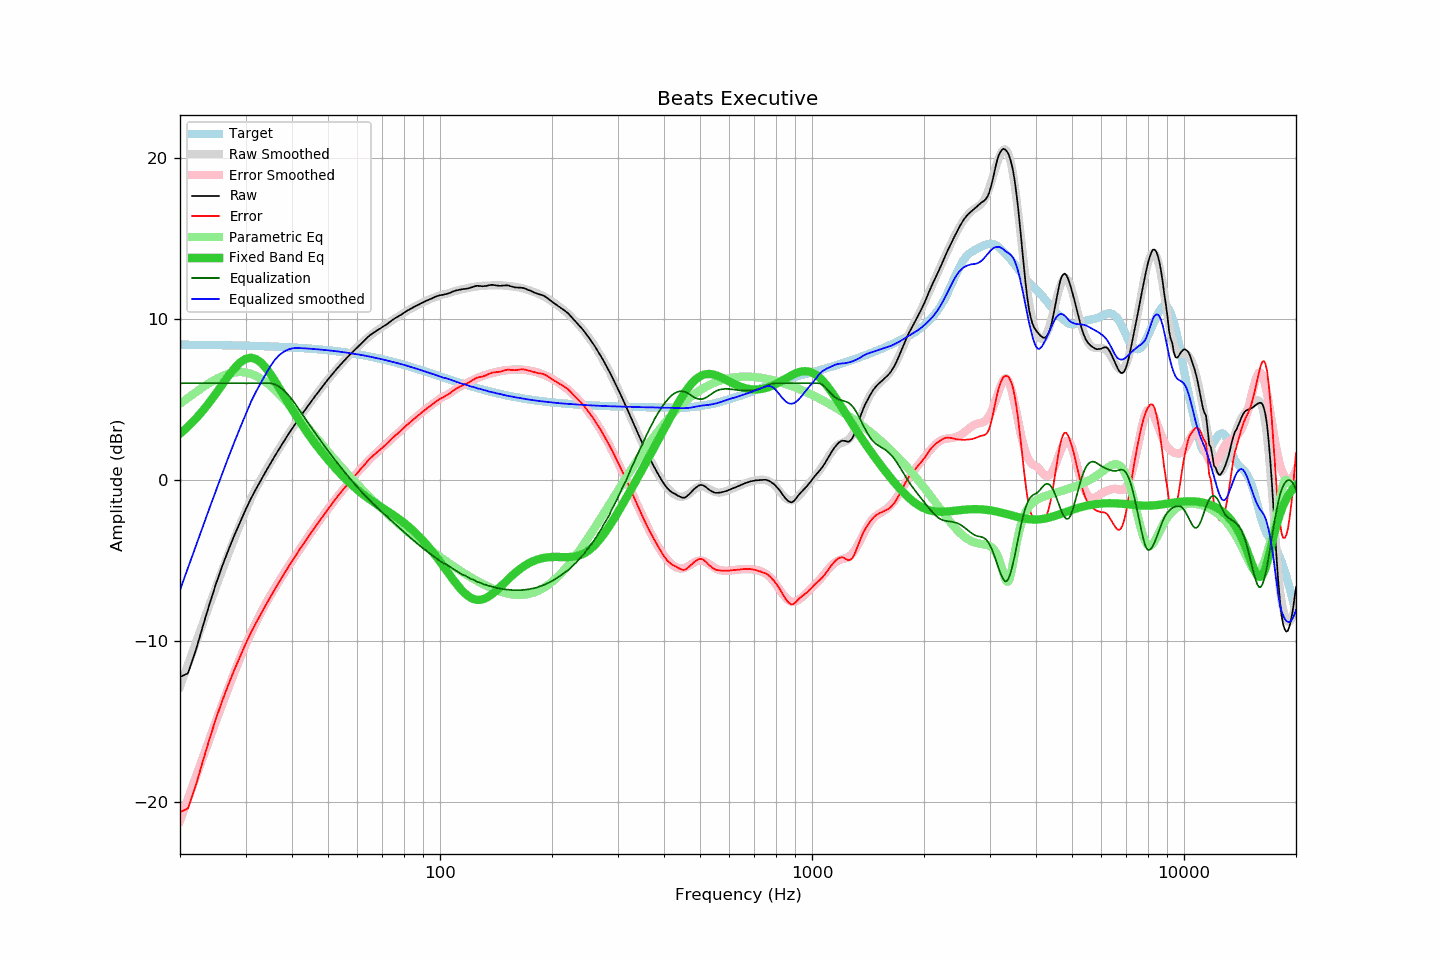 Beats Executive
Target
Raw Smoothed
Error Smoothed
Raw
Error
Parametric Eq
Fixed Band Eq
Equalization
Equalized smoothed
20
10
0
−10
−20
Amplitude (dBr)
100
1000
10000
Frequency (Hz)